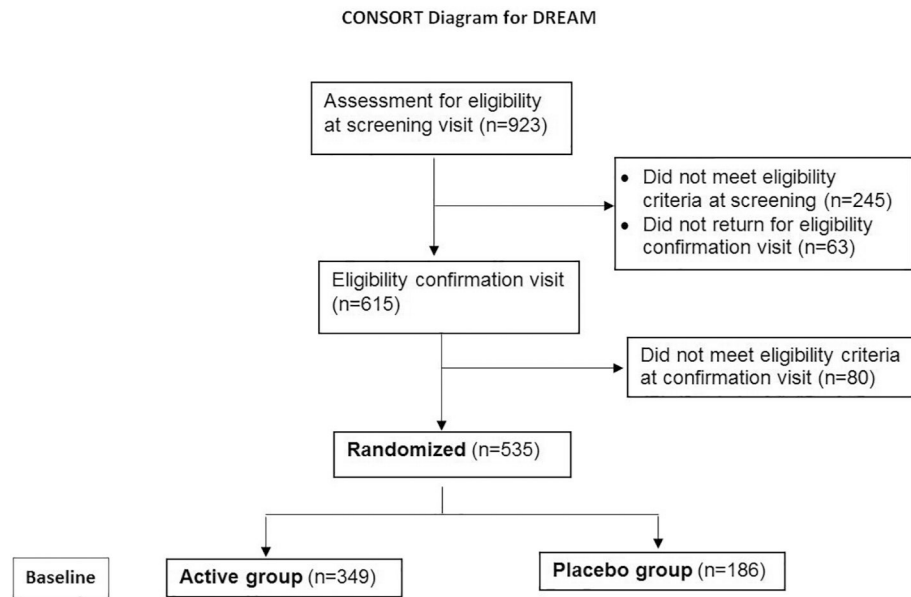 CONSORT Diagram for DREAM
Assessment for eligibility
at screening visit (n=923)
• Did not meet eligibility
criteria at screening (n=245)
• Did not return for eligibility
confirmation visit (n=63)
Eligibility confirmation visit
(n=615)
Did not meet eligibility criteria
at confirmation visit (n=80)
Randomized (n=535)
Baseline
Active group (n=349)
Placebo group (n=186)